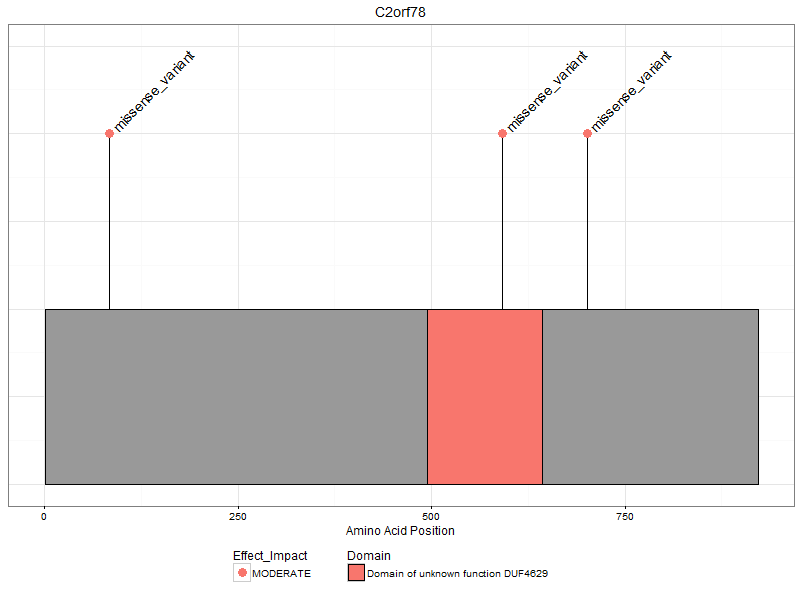 C2orf78
missense_variant
missense_variant
missense_variant
0
250
500
750
Amino Acid Position
Effect_Impact
MODERATE
Domain
Domain of unknown function DUF4629